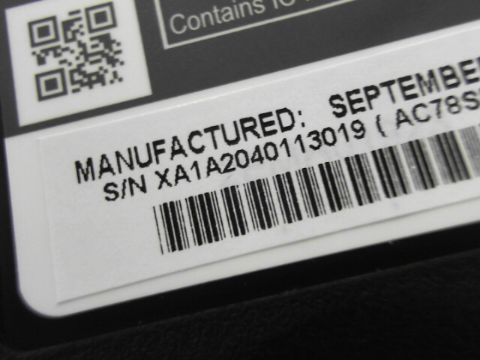 Contains IC
MANUFACTURED: SEPTEMBER
S/N XA1A2040113019 ( AC78S